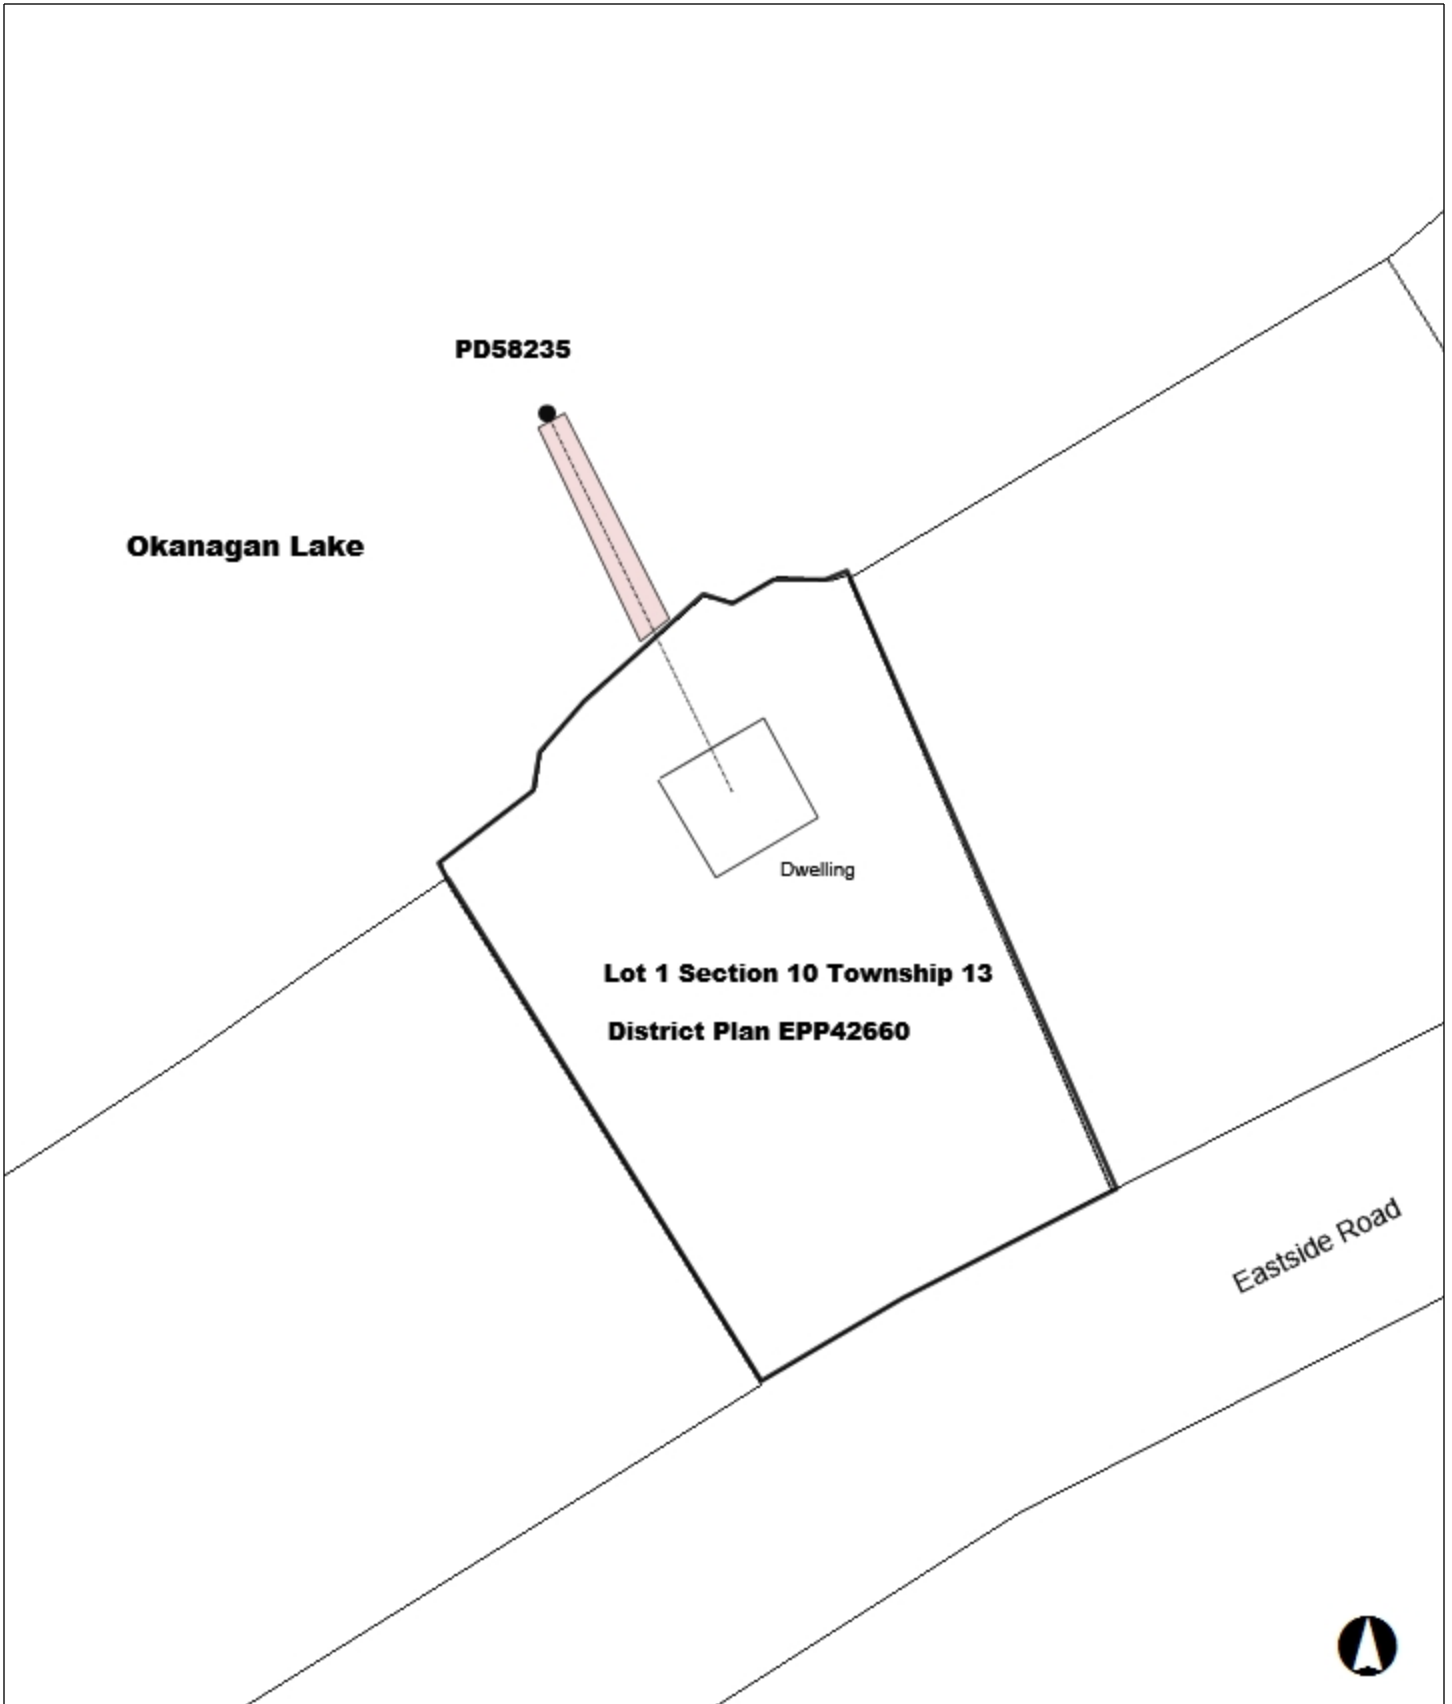 PD58235
Okanagan Lake
Dwelling
Lot 1 Section 10 Township 13
District Plan EPP42660
Eastside Road